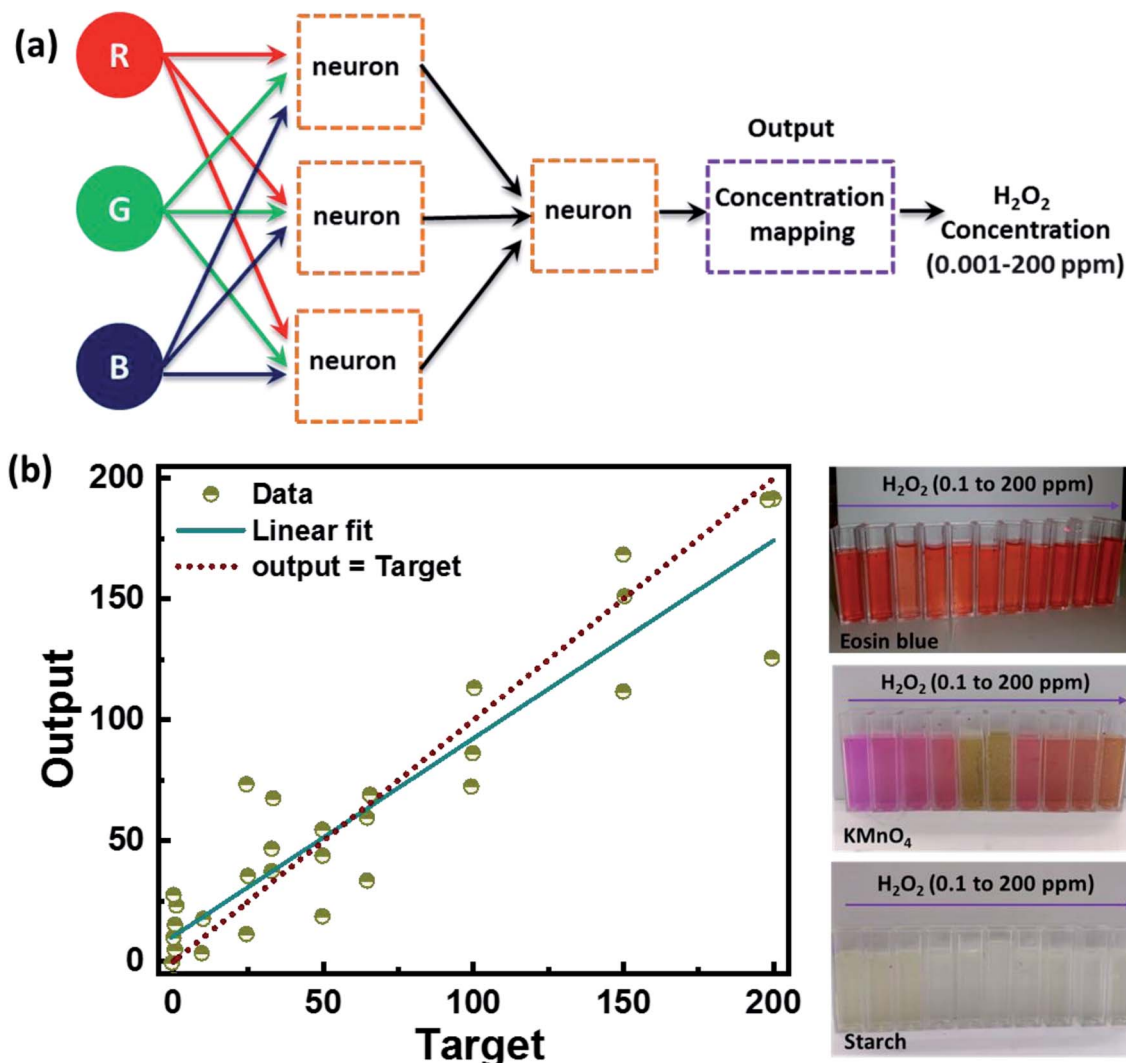 (a)
R
G
B
neuron
neuron
neuron
neuron
Output
Concentration
mapping
H₂O₂
Concentration
(0.001-200 ppm)
(b)
Output
200
150
100
50
0
Data
Linear fit
output = Target
0
50
100
150
200
Target
H₂O₂ (0.1 to 200 ppm)
Eosin blue
H₂O₂ (0.1 to 200 ppm)
KMnO₄
H₂O₂ (0.1 to 200 ppm)
Starch